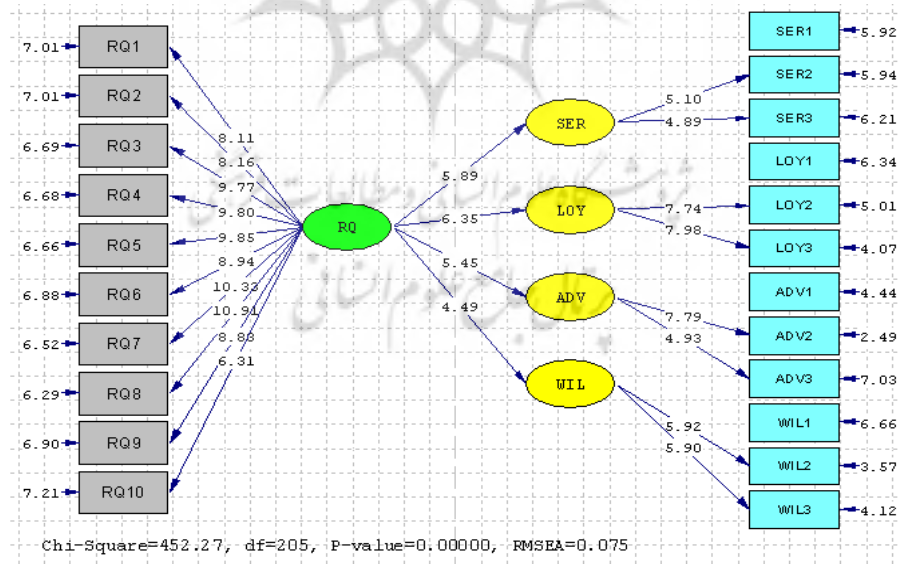 7.01 RQ1
7.01 RQ2
6.69 RQ3
6.68 RQ4
6.66 RQ5
6.88 RQ6
6.52 RQ7
6.29 RQ8
6.90 RQ9
7.21 RQ10
8.11
8.16
9.77
9.80
9.85
8.94
10.33
10.91
8.83
6.31
RQ
5.89
6.35
5.45
4.49
SER
LOY
ADV
WIL
5.10
4.89
7.74
7.98
7.79
4.93
5.92
5.90
SER1 5.92
SER2 5.94
SER3 6.21
LOY1 6.34
LOY2 5.01
LOY3 4.07
ADV1 4.44
ADV2 2.49
ADV3 7.03
WIL1 6.66
WIL2 3.57
WIL3 4.12
Chi-Square=452.27, df=205, P-value=0.00000, RMSEA=0.075